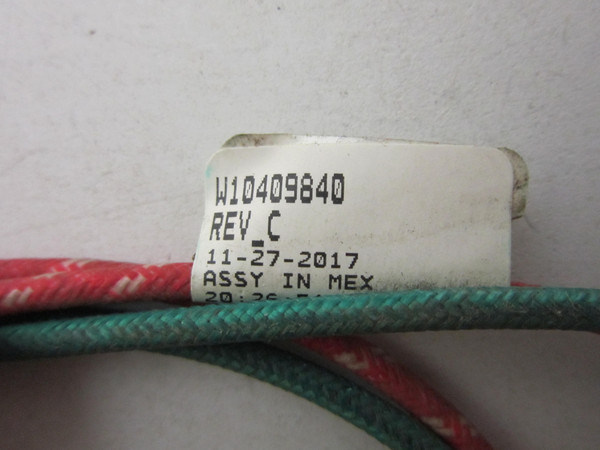 W10409840
REV_C
11-27-2017
ASSY IN MEX